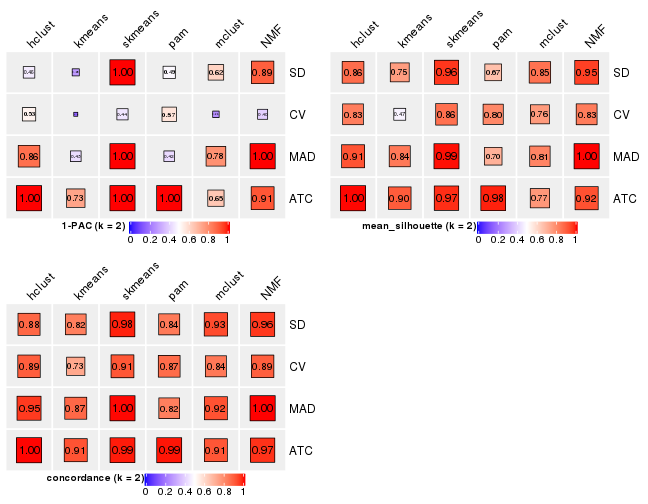 hclust kmeans skmeans pam mclust NMF
1.00 0.49 0.62 0.89 SD
0.53 0.44 0.57 CV
0.86 0.43 1.00 0.78 1.00 MAD
1.00 0.73 1.00 1.00 0.65 0.91 ATC
1-PAC (k = 2)
0 0.2 0.4 0.6 0.8 1
hclust kmeans skmeans pam mclust NMF
0.86 0.75 0.96 0.67 0.85 0.95 SD
0.83 0.47 0.86 0.80 0.76 0.83 CV
0.91 0.84 0.99 0.70 0.81 1.00 MAD
1.00 0.90 0.97 0.98 0.77 0.92 ATC
mean_silhouette (k = 2)
0 0.2 0.4 0.6 0.8 1
hclust kmeans skmeans pam mclust NMF
0.88 0.82 0.98 0.84 0.93 0.96 SD
0.89 0.73 0.91 0.87 0.84 0.89 CV
0.95 0.87 1.00 0.82 0.92 1.00 MAD
1.00 0.91 0.99 0.99 0.91 0.97 ATC
concordance (k = 2)
0 0.2 0.4 0.6 0.8 1